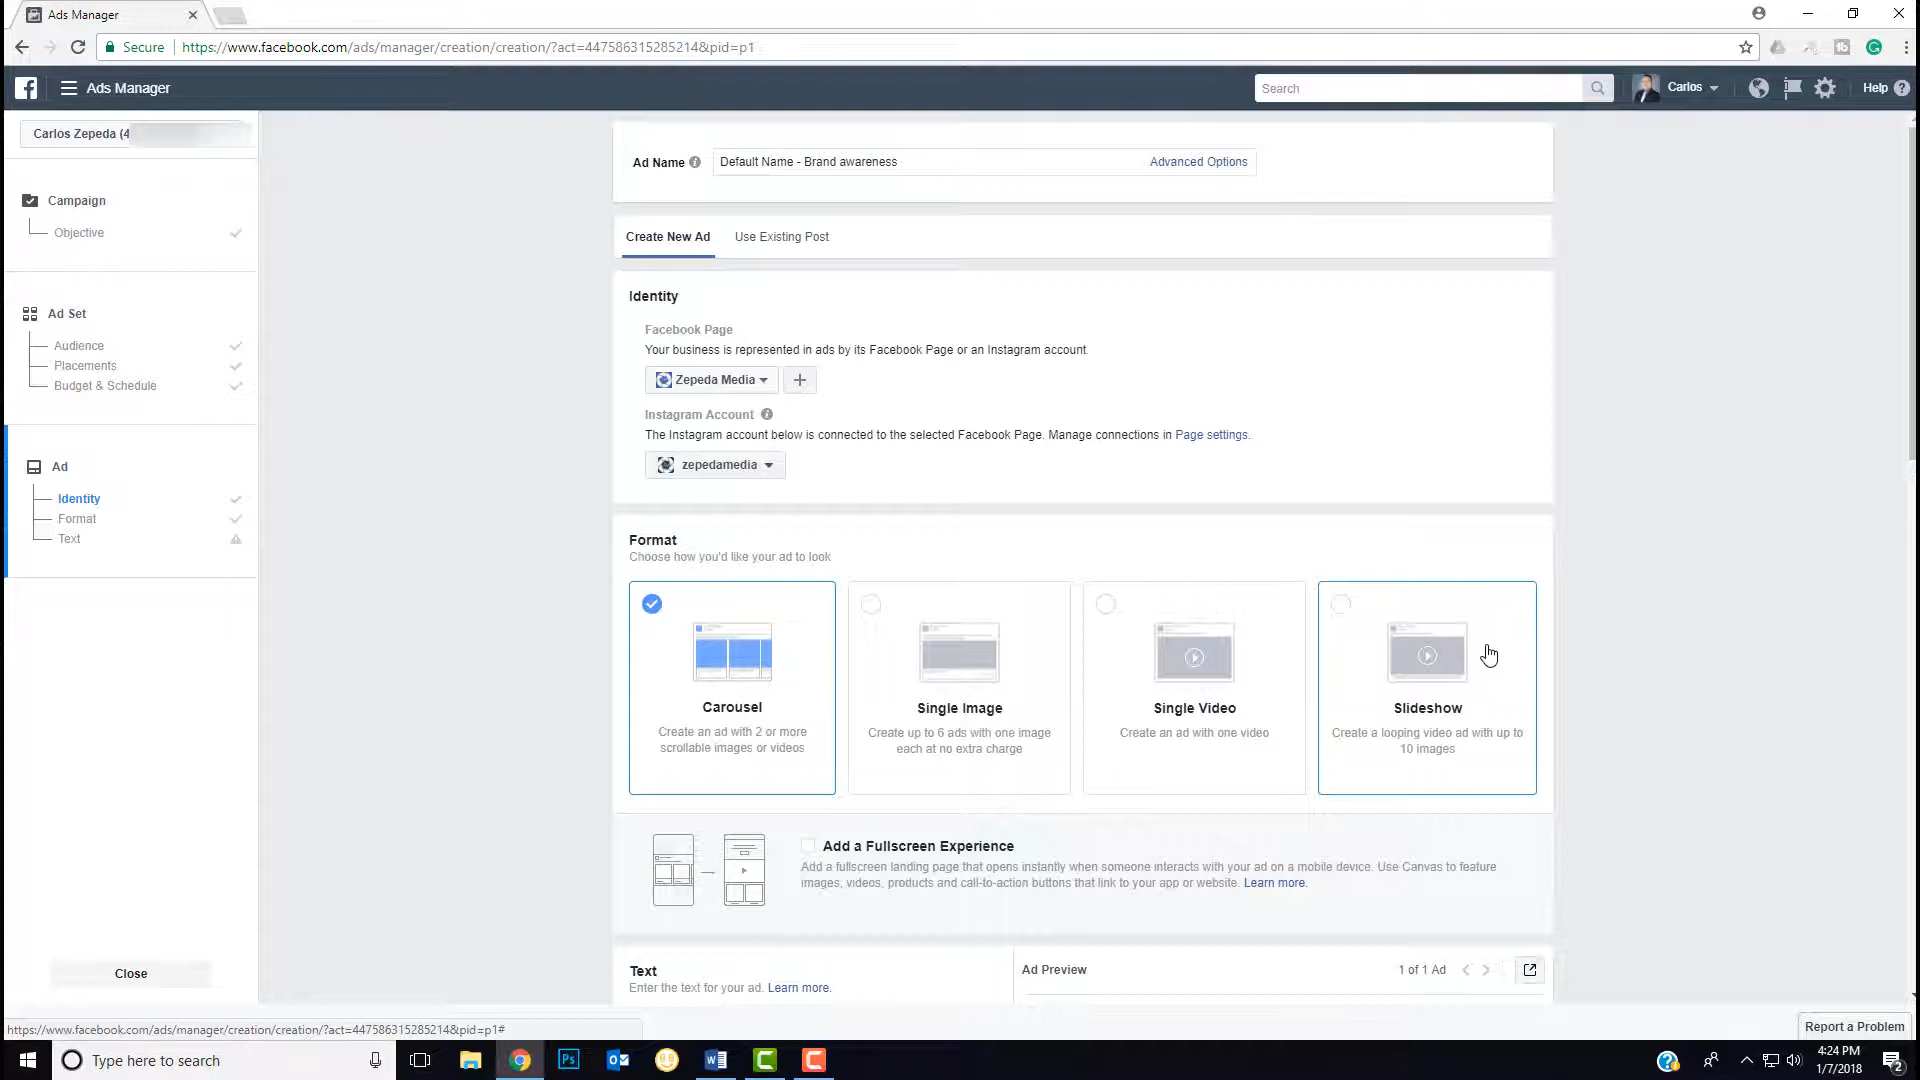 Ads Manager
Secure
https://www.facebook.com/ads/manager/creation/creation/?act=447586315285214&pid=p1
Ads Manager
Search
Carlos
Help
Carlos Zepeda (4
Campaign
Objective
Ad Set
Audience
Placements
Budget & Schedule
Ad
Identity
Format
Text
Close
Ad Name
Default Name - Brand awareness
Advanced Options
Create New Ad
Use Existing Post
Identity
Facebook Page
Your business is represented in ads by its Facebook Page or an Instagram account.
Zepeda Media
Instagram Account
The Instagram account below is connected to the selected Facebook Page. Manage connections in Page settings.
zepedamedia
Format
Choose how you'd like your ad to look
Carousel
Create an ad with 2 or more
scrollable images or videos
Single Image
Create up to 6 ads with one image
each at no extra charge
Single Video
Create an ad with one video
Slideshow
Create a looping video ad with up to
10 images
Add a Fullscreen Experience
Add a fullscreen landing page that opens instantly when someone interacts with your ad on a mobile device. Use Canvas to feature
images, videos, products and call-to-action buttons that link to your app or website. Learn more.
Text
Enter the text for your ad. Learn more.
Ad Preview
1 of 1 Ad
https://www.facebook.com/ads/manager/creation/creation/?act=447586315285214&pid=p1#
Report a Problem
Type here to search
Ps
4:24 PM
1/7/2018
2